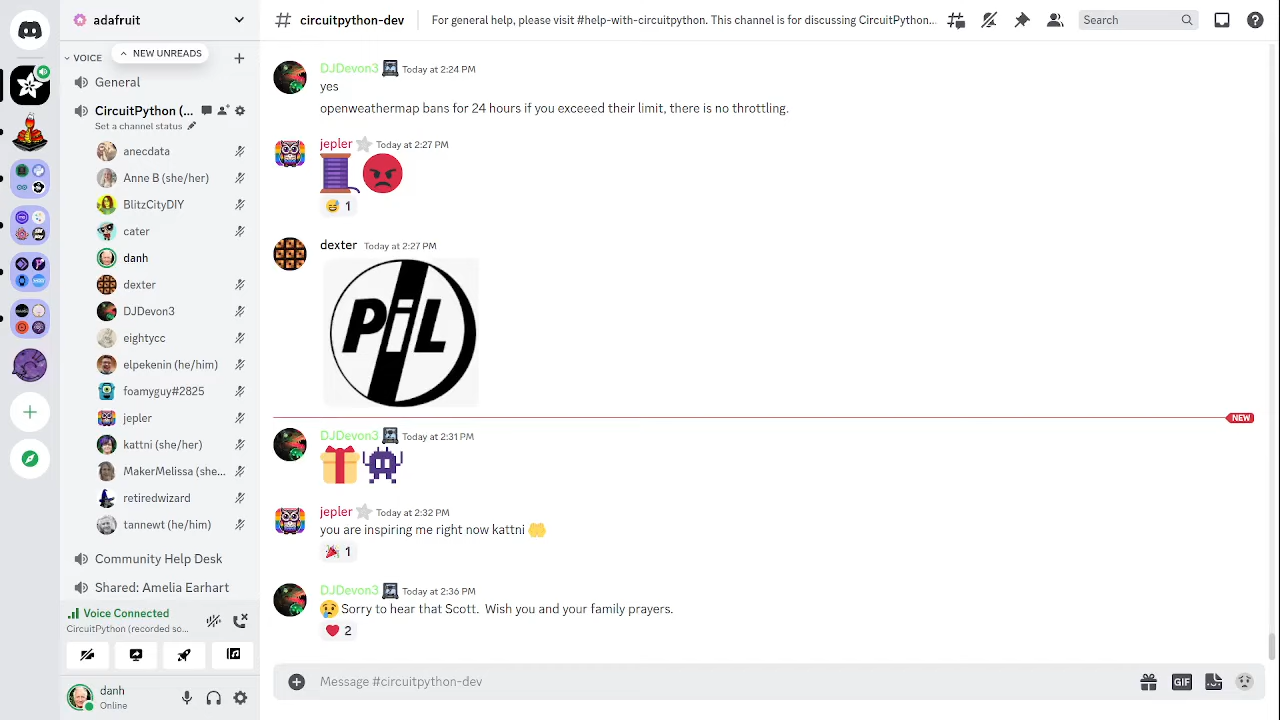 adafruit
# circuitpython-dev
For general help, please visit #help-with-circuitpython. This channel is for discussing CircuitPython...
Search
VOICE
NEW UNREADS
General
CircuitPython (...
Set a channel status
anecdata
Anne B (she/her)
BlitzCityDIY
cater
danh
dexter
DJDevon3
eightycc
elpekenin (he/him)
foamyguy#2825
jepler
kattni (she/her)
MakerMelissa (she...
retiredwizard
tannewt (he/him)
Community Help Desk
Shared: Amelia Earhart
Voice Connected
CircuitPython (recorded so...
danh
Online
DJDevon3 Today at 2:24 PM
yes
openweathermap bans for 24 hours if you exceeed their limit, there is no throttling.
jepler Today at 2:27 PM
1
dexter Today at 2:27 PM
PiL
NEW
DJDevon3 Today at 2:31 PM
jepler Today at 2:32 PM
you are inspiring me right now kattni
1
DJDevon3 Today at 2:36 PM
Sorry to hear that Scott. Wish you and your family prayers.
2
Message #circuitpython-dev
GIF